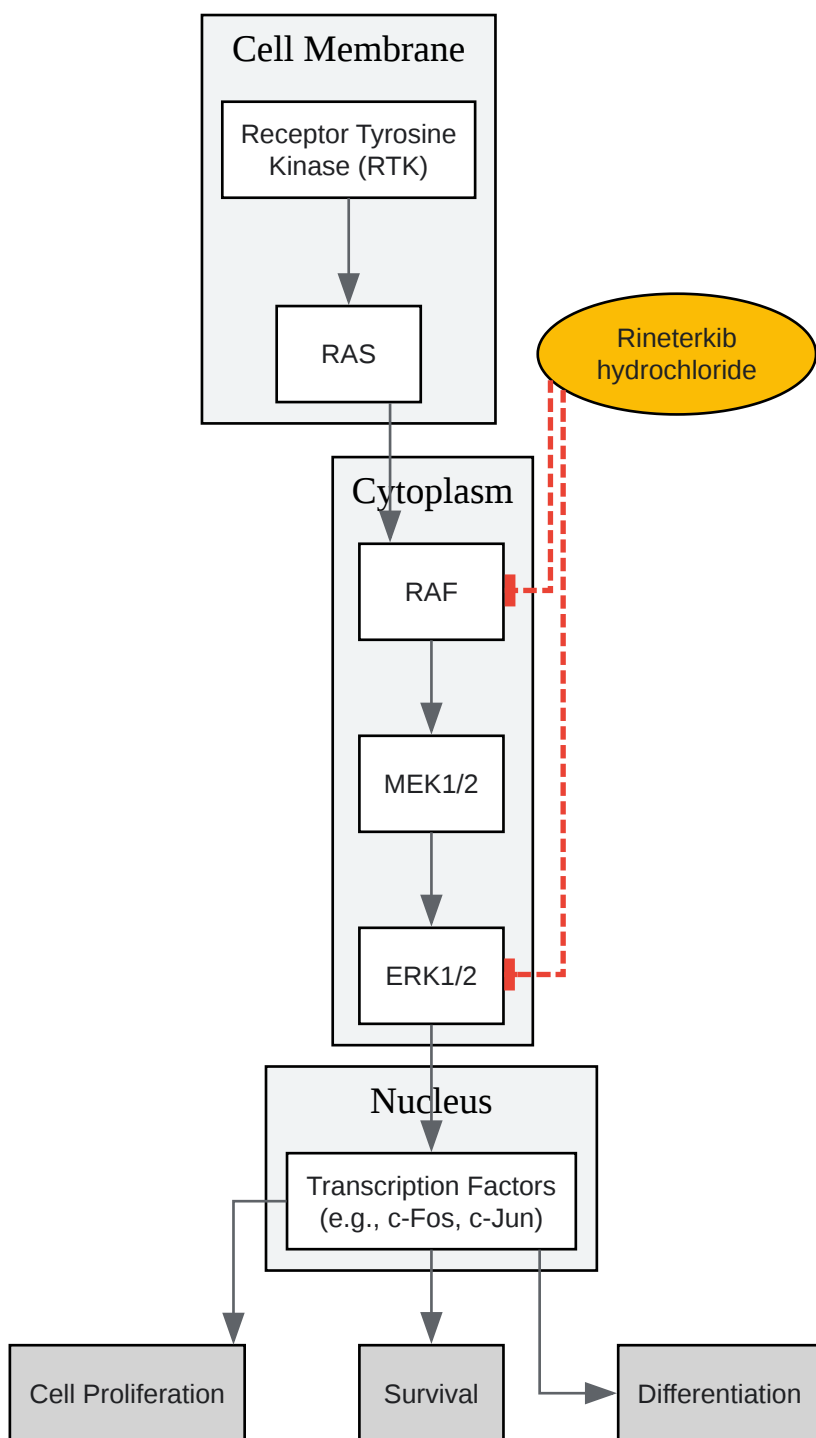 Cell Membrane
Receptor Tyrosine
Kinase (RTK)
RAS
Rineterkib
hydrochloride
Cytoplasm
RAF
MEK1/2
ERK1/2
Nucleus
Transcription Factors
(e.g., c-Fos, c-Jun)
Cell Proliferation
Survival
Differentiation